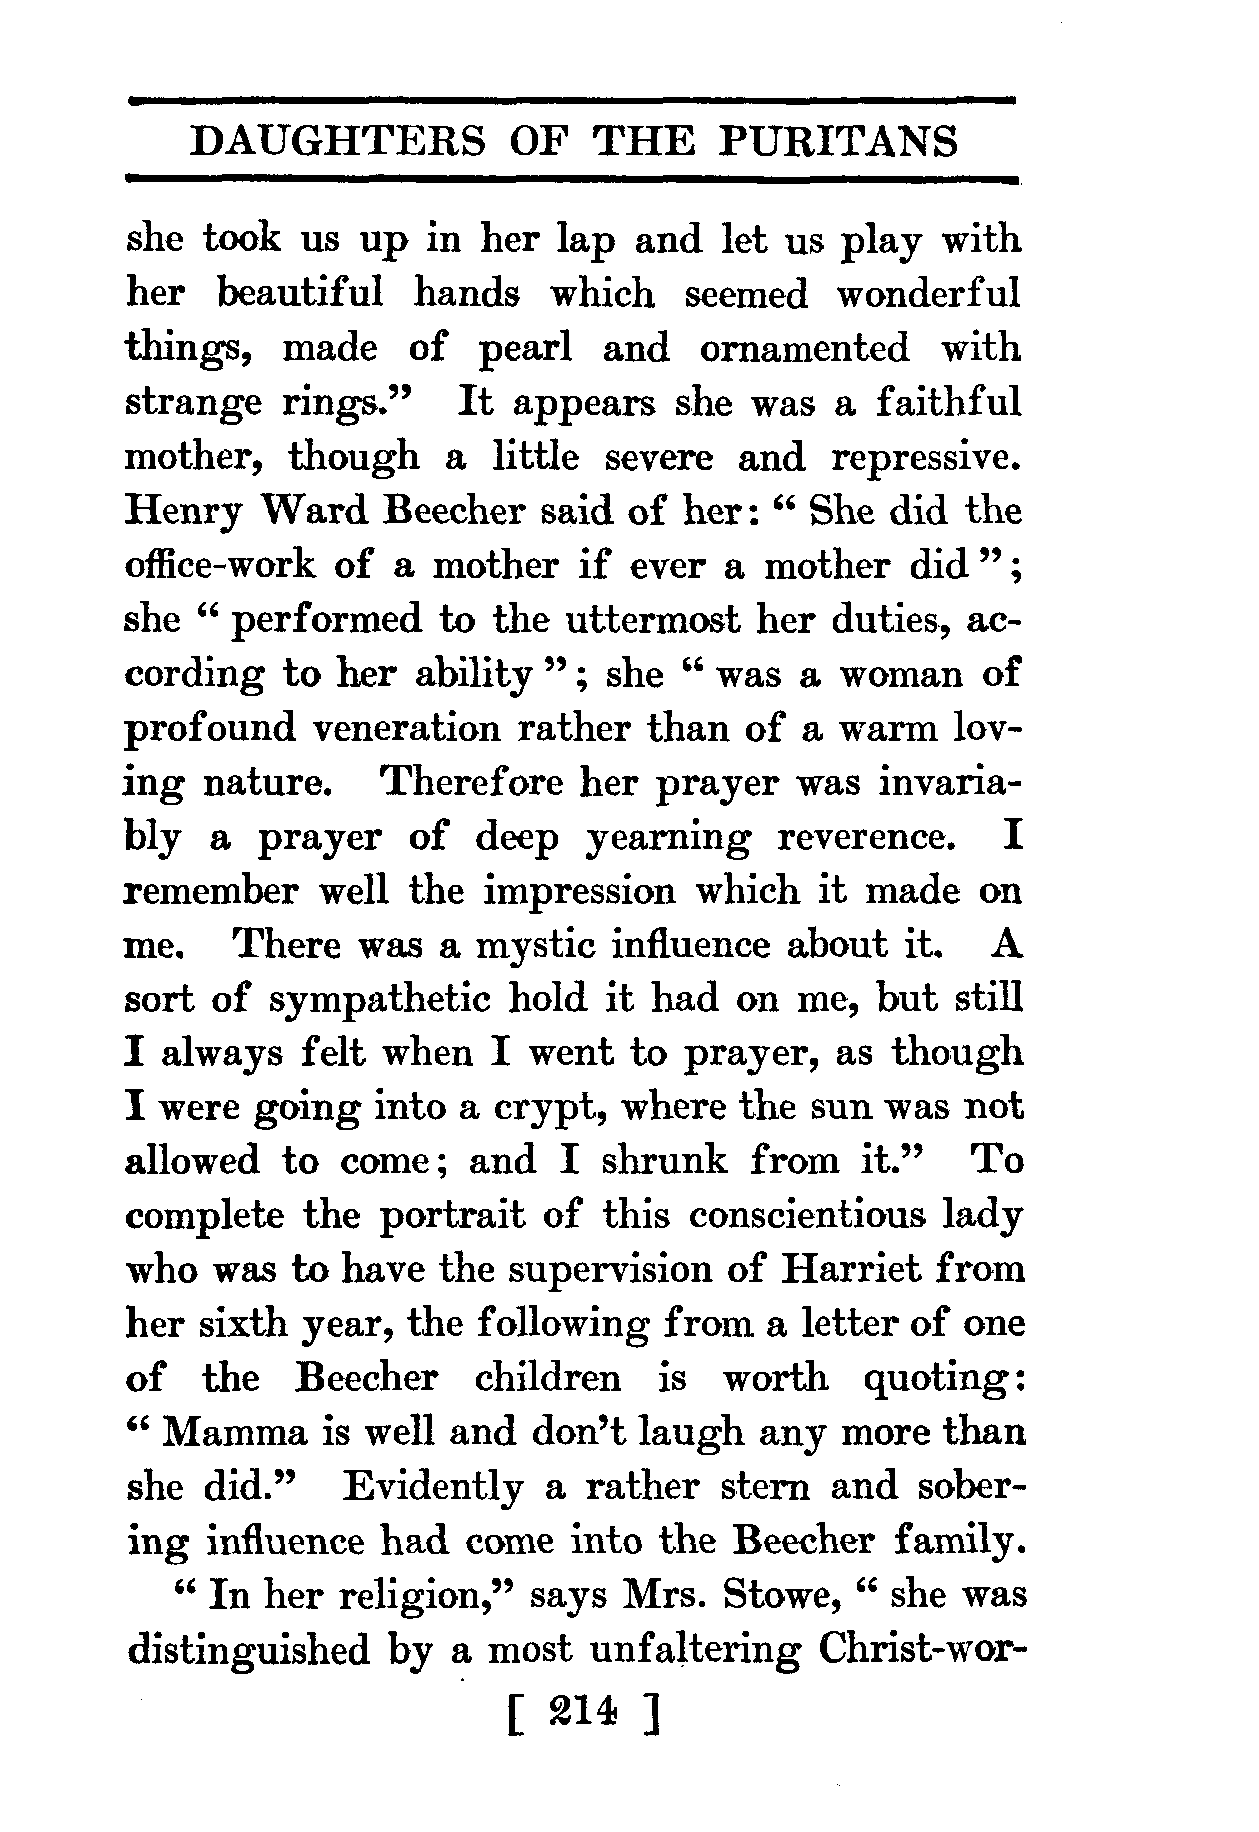 DAUGHTERS OF THE PURITANS
she took us up in her lap and let us play with
her beautiful hands which seemed wonderful
things, made of pearl and ornamented with
strange rings.” It appears she was a faithful
mother, though a little severe and repressive.
Henry Ward Beecher said of her: “ She did the
office-work of a mother if ever a mother did ” ;
she “ performed to the uttermost her duties, ac-
cording to her ability ” ; she “ was a woman of
profound veneration rather than of a warm lov-
ing nature. Therefore her prayer was invaria-
bly a prayer of deep yearning reverence. I
remember well the impression which it made on
me. There was a mystic influence about it. A
sort of sympathetic hold it had on me, but still
I always felt when I went to prayer, as though
I were going into a crypt, where the sun was not
allowed to come; and I shrunk from it.” To
complete the portrait of this conscientious lady
who was to have the supervision of Harriet from
her sixth year, the following from a letter of one
of the Beecher children is worth quoting:
“ Mamma is well and don’t laugh any more than
she did.” Evidently a rather stern and sober-
ing influence had come into the Beecher family.
“ In her religion,” says Mrs. Stowe, “ she was
distinguished by a most unfaltering Christ-wor-
[ 214 ]